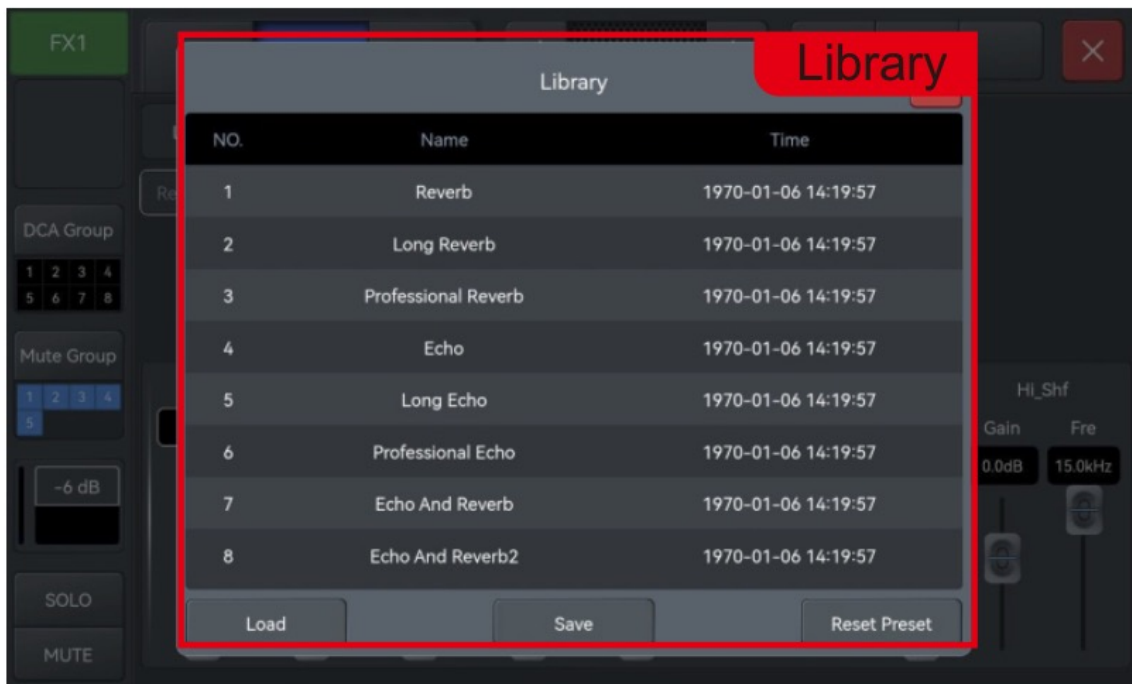 FX1
Library
Library
NO. Name Time
1 Reverb 1970-01-06 14:19:57
2 Long Reverb 1970-01-06 14:19:57
3 Professional Reverb 1970-01-06 14:19:57
4 Echo 1970-01-06 14:19:57
5 Long Echo 1970-01-06 14:19:57
6 Professional Echo 1970-01-06 14:19:57
7 Echo And Reverb 1970-01-06 14:19:57
8 Echo And Reverb2 1970-01-06 14:19:57
Load Save Reset Preset
DCA Group
1 2 3 4
5 6 7 8
Mute Group
1 2 3 4
5
-6 dB
SOLO
MUTE
Hi_Shf
Gain Fre
0.0dB 15.0kHz